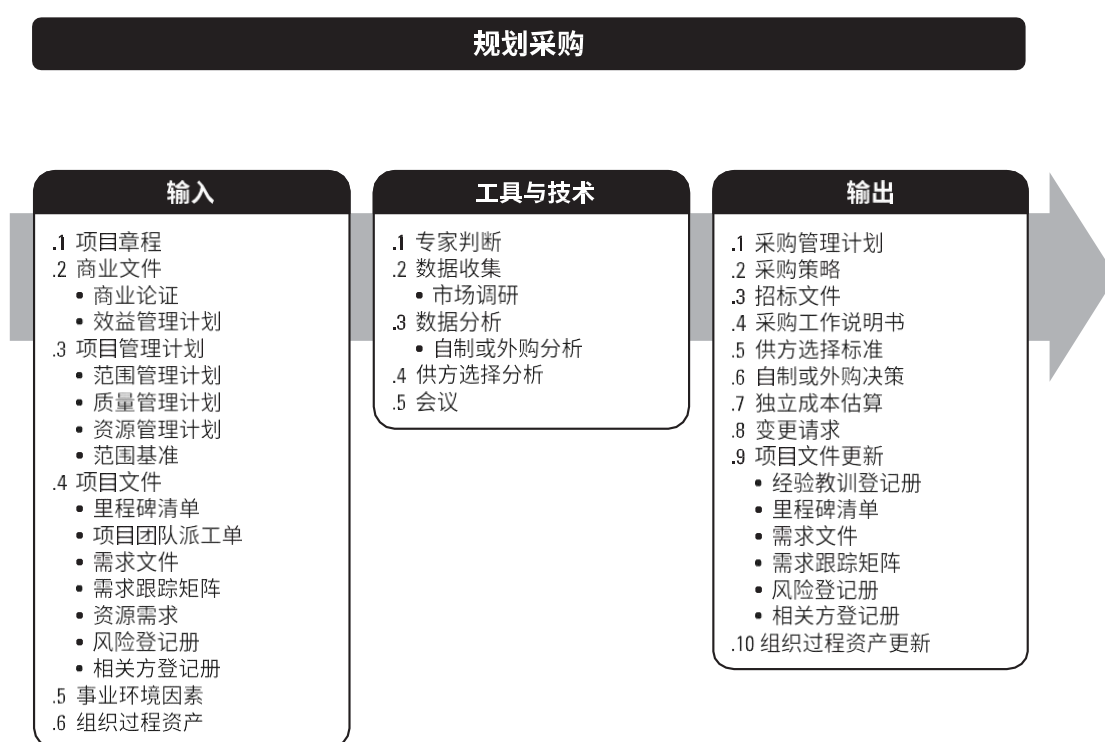 规划采购
输入
.1 项目章程
.2 商业文件
• 商业论证
• 效益管理计划
.3 项目管理计划
• 范围管理计划
• 质量管理计划
• 资源管理计划
• 范围基准
.4 项目文件
• 里程碑清单
• 项目团队派工单
• 需求文件
• 需求跟踪矩阵
• 资源需求
• 风险登记册
• 相关方登记册
.5 事业环境因素
.6 组织过程资产
工具与技术
.1 专家判断
.2 数据收集
• 市场调研
.3 数据分析
• 自制或外购分析
.4 供方选择分析
.5 会议
输出
.1 采购管理计划
.2 采购策略
.3 招标文件
.4 采购工作说明书
.5 供方选择标准
.6 自制或外购决策
.7 独立成本估算
.8 变更请求
.9 项目文件更新
• 经验教训登记册
• 里程碑清单
• 需求文件
• 需求跟踪矩阵
• 风险登记册
• 相关方登记册
.10 组织过程资产更新